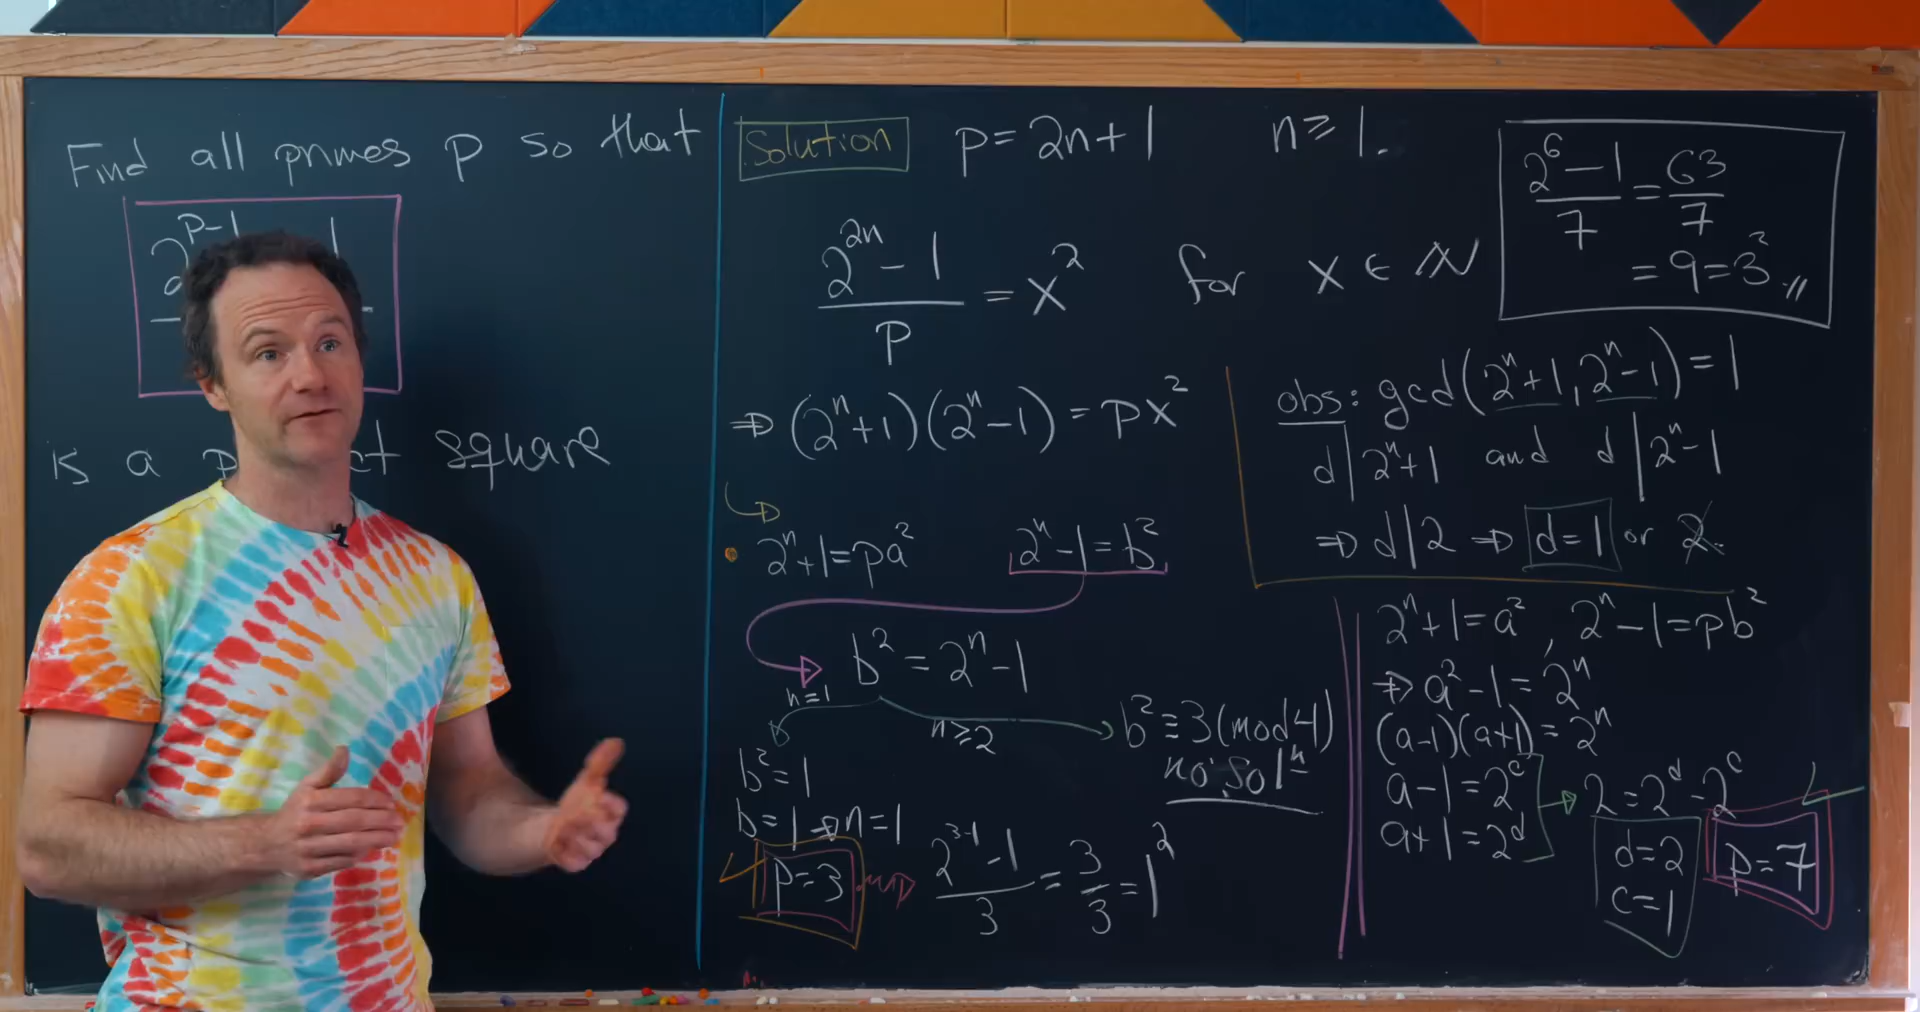 Find all primes p so that
2^{p-1} 1
is a square
Solution p = 2n+1 n ≥ 1.
(2^{2n} - 1)/p = x^2 for x ∈ ℕ
⇒ (2^n+1)(2^n-1) = px^2
2^n+1 = pa^2 2^n-1 = b^2
b^2 = 2^n-1
n=1
n≥2
b^2 ≡ 3 (mod 4)
no sol^n
b^2 = 1
b = 1 → n = 1
p = 3 (2^{3-1} - 1)/3 = 3/3 = 1^2
(2^6 - 1)/7 = 63/7
= 9 = 3^2
obs: gcd(2^n+1, 2^n-1) = 1
d | 2^n+1 and d | 2^n-1
⇒ d | 2 ⇒ d = 1 or 2.
2^n+1 = a^2, 2^n-1 = pb^2
⇒ a^2 - 1 = 2^n
(a-1)(a+1) = 2^n
a-1 = 2^c
a+1 = 2^d
2 = 2^d - 2^c
d = 2
c = 1
p = 7